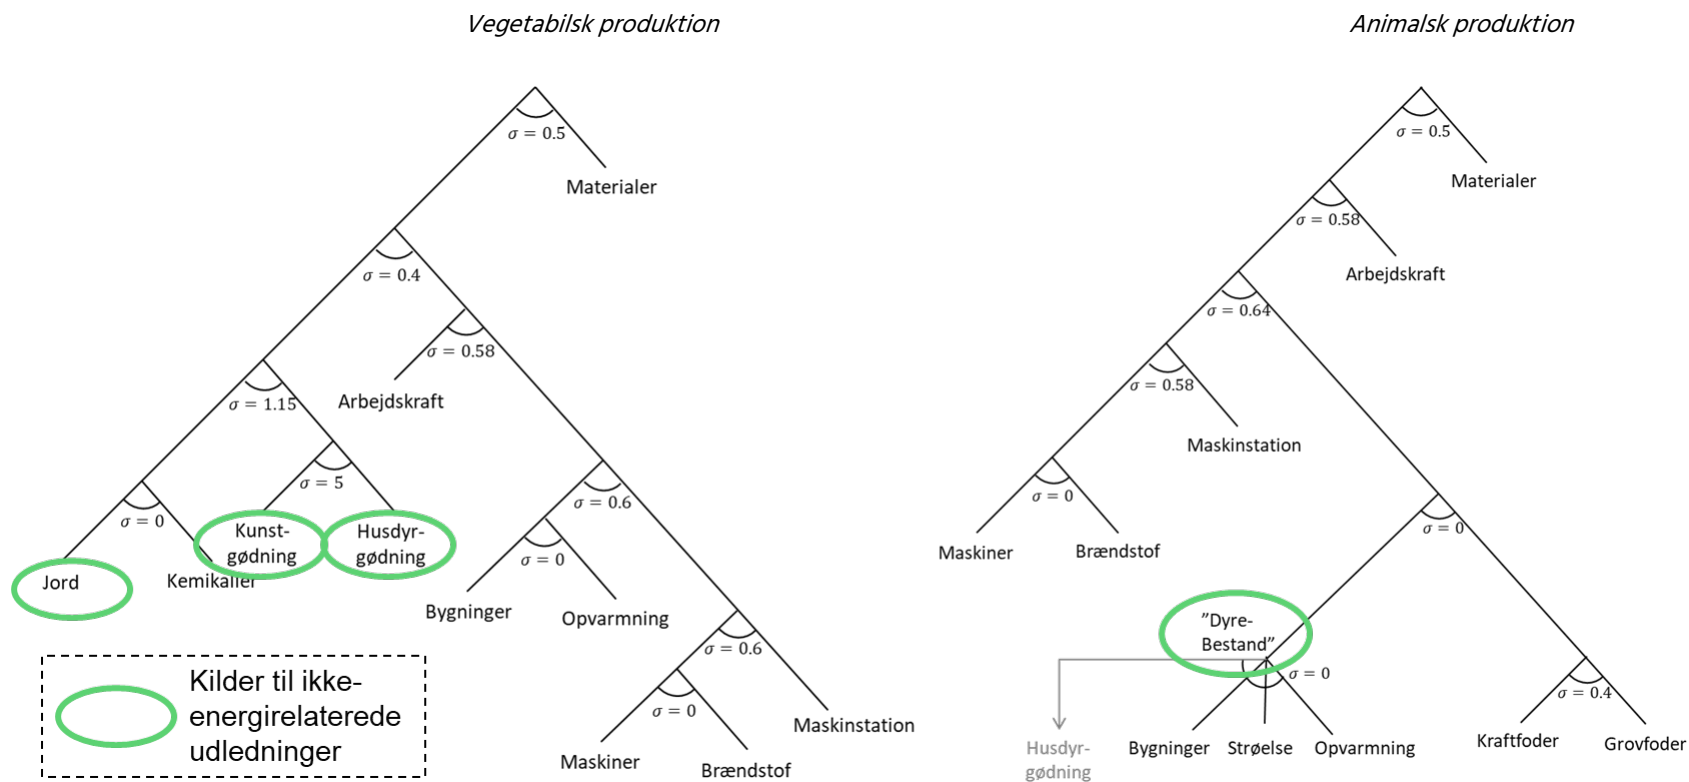 Vegetabilsk produktion
Animalsk produktion
σ = 0.5
Materialer
σ = 0.4
σ = 0.58
Arbejdskraft
σ = 1.15
σ = 5
σ = 0
Jord
Kemikalier
Kunst-
gødning
Husdyr-
gødning
σ = 0.6
σ = 0
Bygninger
Opvarmning
σ = 0.6
σ = 0
Maskiner
Brændstof
Maskinstation
Kilder til ikke-
energirelaterede
udledninger
σ = 0.5
Materialer
σ = 0.58
Arbejdskraft
σ = 0.64
σ = 0.58
Maskinstation
σ = 0
Maskiner
Brændstof
σ = 0
”Dyre-
Bestand”
σ = 0
Husdyr-
gødning
Bygninger
Strøelse
Opvarmning
σ = 0.4
Kraftfoder
Grovfoder